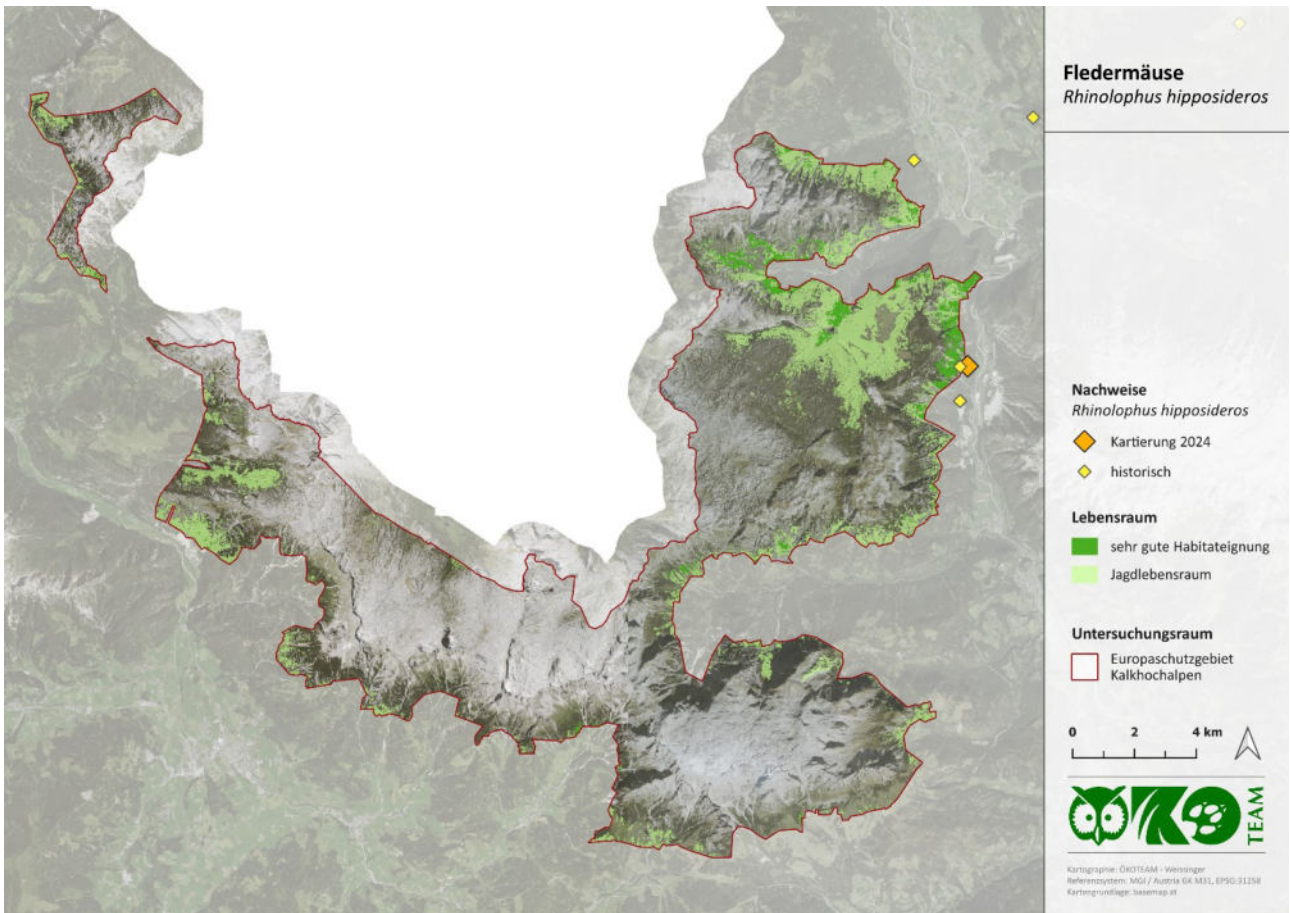 Fledermäuse
Rhinolophus hipposideros
Nachweise
Rhinolophus hipposideros
Kartierung 2024
historisch
Lebensraum
sehr gute Habitateignung
Jagdlebensraum
Untersuchungsraum
Europaschutzgebiet
Kalkhochalpen
0 2 4 km
ÖKO
TEAM
Kartographie: ÖKOTEAM - Weissinger
Referenzsystem: MGI / Austria GK M31, EPSG:31258
Kartengrundlage: basemap.at